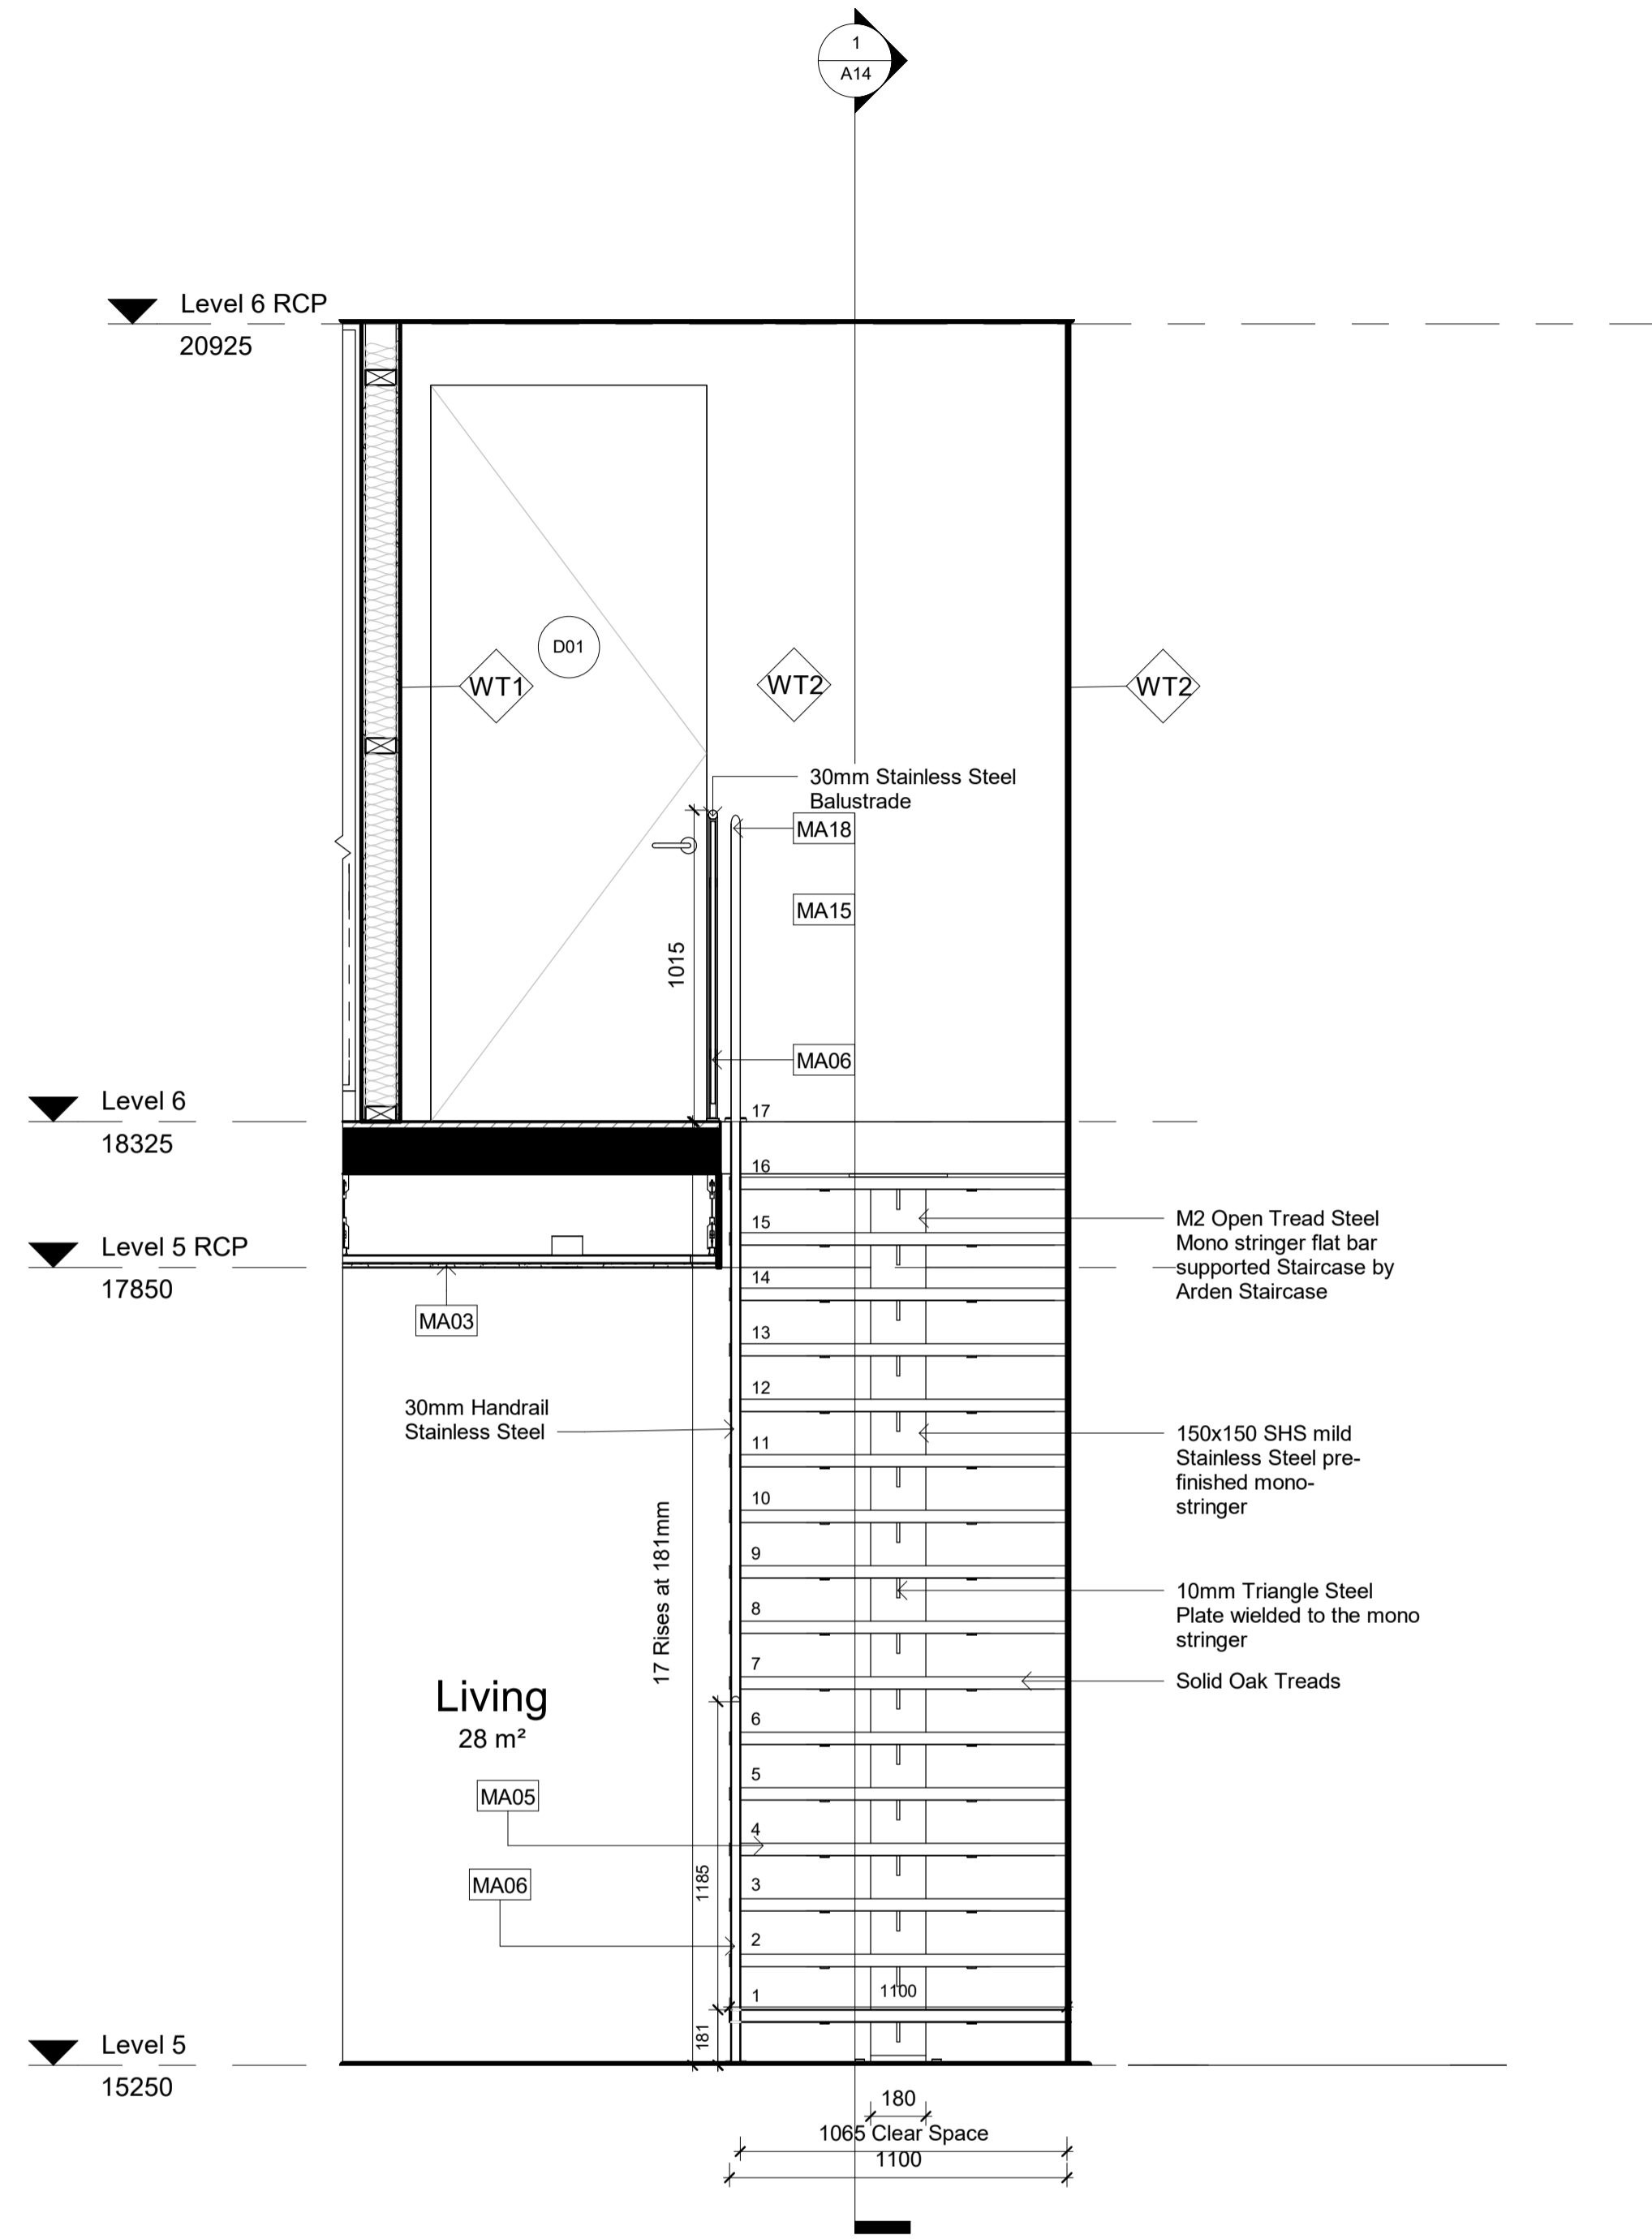 1
A14
Level 6 RCP
20925
D01
WT1
WT2
WT2
30mm Stainless Steel
Balustrade
MA18
MA15
1015
MA06
Level 6
18325
17
16
15
14
13
12
11
10
9
8
7
6
5
4
3
2
1
M2 Open Tread Steel
Mono stringer flat bar
supported Staircase by
Arden Staircase
Level 5 RCP
17850
MA03
30mm Handrail
Stainless Steel
150x150 SHS mild
Stainless Steel pre-
finished mono-
stringer
17 Rises at 181mm
10mm Triangle Steel
Plate wielded to the mono
stringer
Solid Oak Treads
Living
28 m²
MA05
MA06
1185
1100
181
Level 5
15250
180
1065 Clear Space
1100